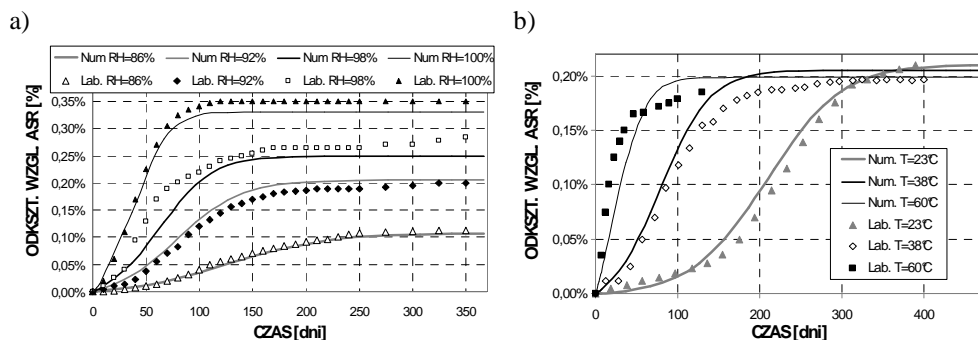 a)
Num RH=86% Num RH=92% Num RH=98% Num RH=100%
Lab. RH=86% Lab. RH=92% Lab. RH=98% Lab. RH=100%
ODKSZT. WZGL. ASR [%]
0,35%
0,30%
0,25%
0,20%
0,15%
0,10%
0,05%
0,00%
0 50 100 150 200 250 300 350
CZAS [dni]
b)
ODKSZT. WZGL. ASR [%]
0,20%
0,15%
0,10%
0,05%
0,00%
Num. T=23°C
Num. T=38°C
Num. T=60°C
Lab. T=23°C
Lab. T=38°C
Lab. T=60°C
0 100 200 300 400
CZAS [dni]